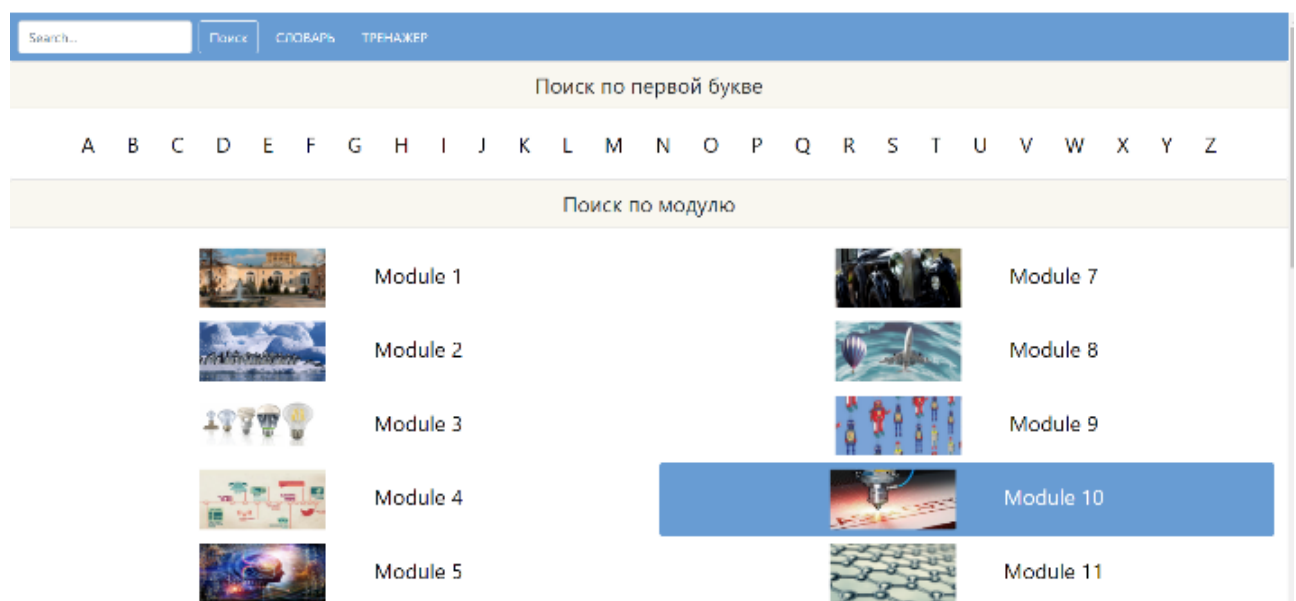 Search... Поиск СЛОВАРЬ ТРЕНАЖЕР
Поиск по первой букве
A B C D E F G H I J K L M N O P Q R S T U V W X Y Z
Поиск по модулю
Module 1 Module 7
Module 2 Module 8
Module 3 Module 9
Module 4 Module 10
Module 5 Module 11